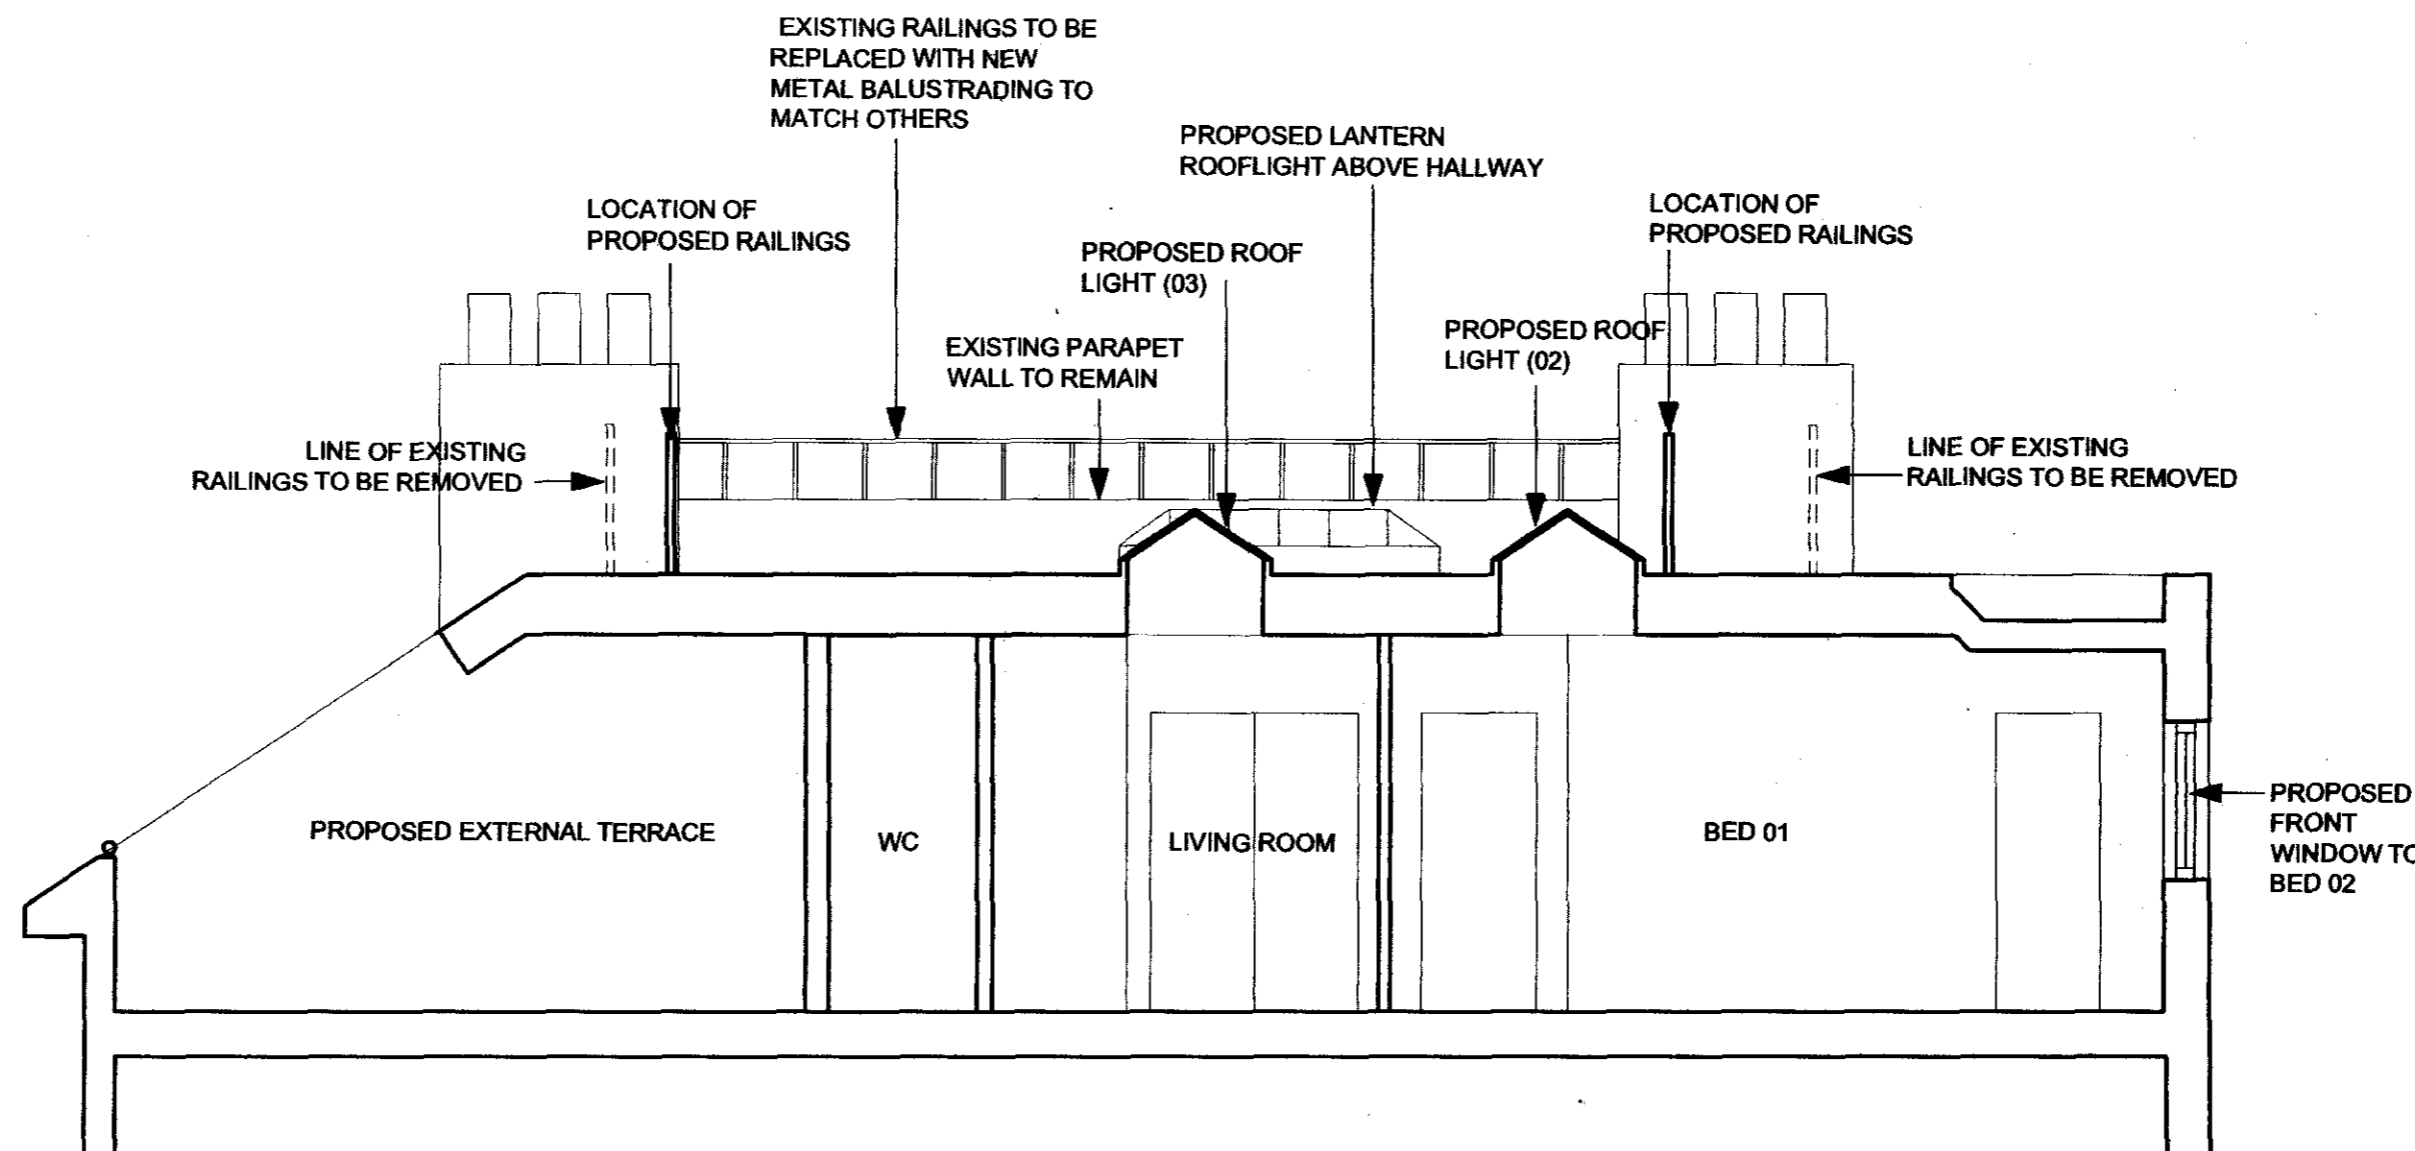 EXISTING RAILINGS TO BE
REPLACED WITH NEW
METAL BALUSTRADING TO
MATCH OTHERS
PROPOSED LANTERN
ROOFLIGHT ABOVE HALLWAY
LOCATION OF
PROPOSED RAILINGS
LOCATION OF
PROPOSED RAILINGS
PROPOSED ROOF
LIGHT (03)
EXISTING PARAPET
WALL TO REMAIN
PROPOSED ROOF
LIGHT (02)
LINE OF EXISTING
RAILINGS TO BE REMOVED
LINE OF EXISTING
RAILINGS TO BE REMOVED
PROPOSED EXTERNAL TERRACE
WC
LIVING ROOM
BED 01
PROPOSED
FRONT
WINDOW TO
BED 02